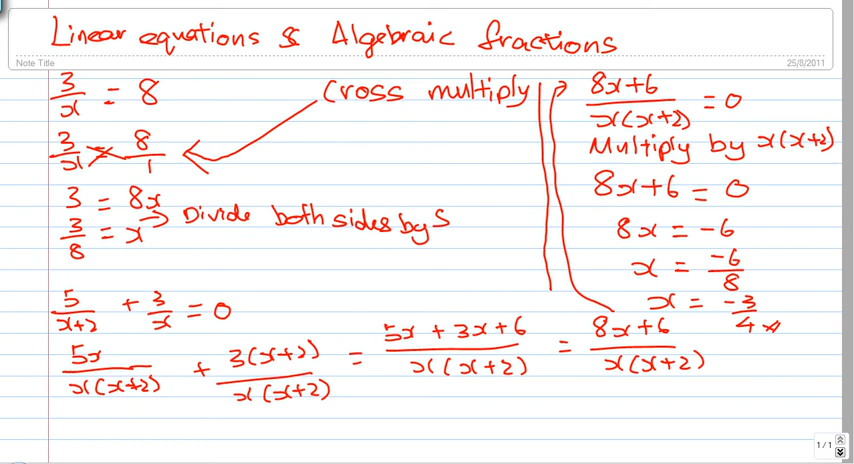 Linear equations & Algebraic fractions
Note Title
25/8/2011
3/x = 8
Cross multiply
3/x = 8/1
3 = 8x
3/8 = x → Divide both sides by S
5/(x+2) + 3/x = 0
5x/(x(x+2)) + 3(x+2)/(x(x+2)) = (5x + 3x + 6)/(x(x+2)) = (8x+6)/(x(x+2))
(8x+6)/(x(x+2)) = 0
Multiply by x(x+2)
8x+6 = 0
8x = -6
x = -6/8
x = -3/4
1/1